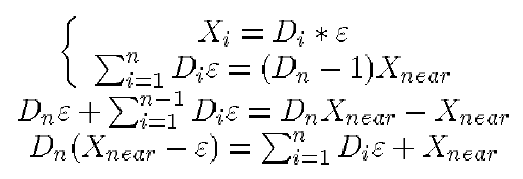 { X_i = D_i * ε
∑_{i=1}^{n} D_i ε = (D_n − 1)X_{near}
D_n ε + ∑_{i=1}^{n−1} D_i ε = D_n X_{near} − X_{near}
D_n(X_{near} − ε) = ∑_{i=1}^{n} D_i ε + X_{near}